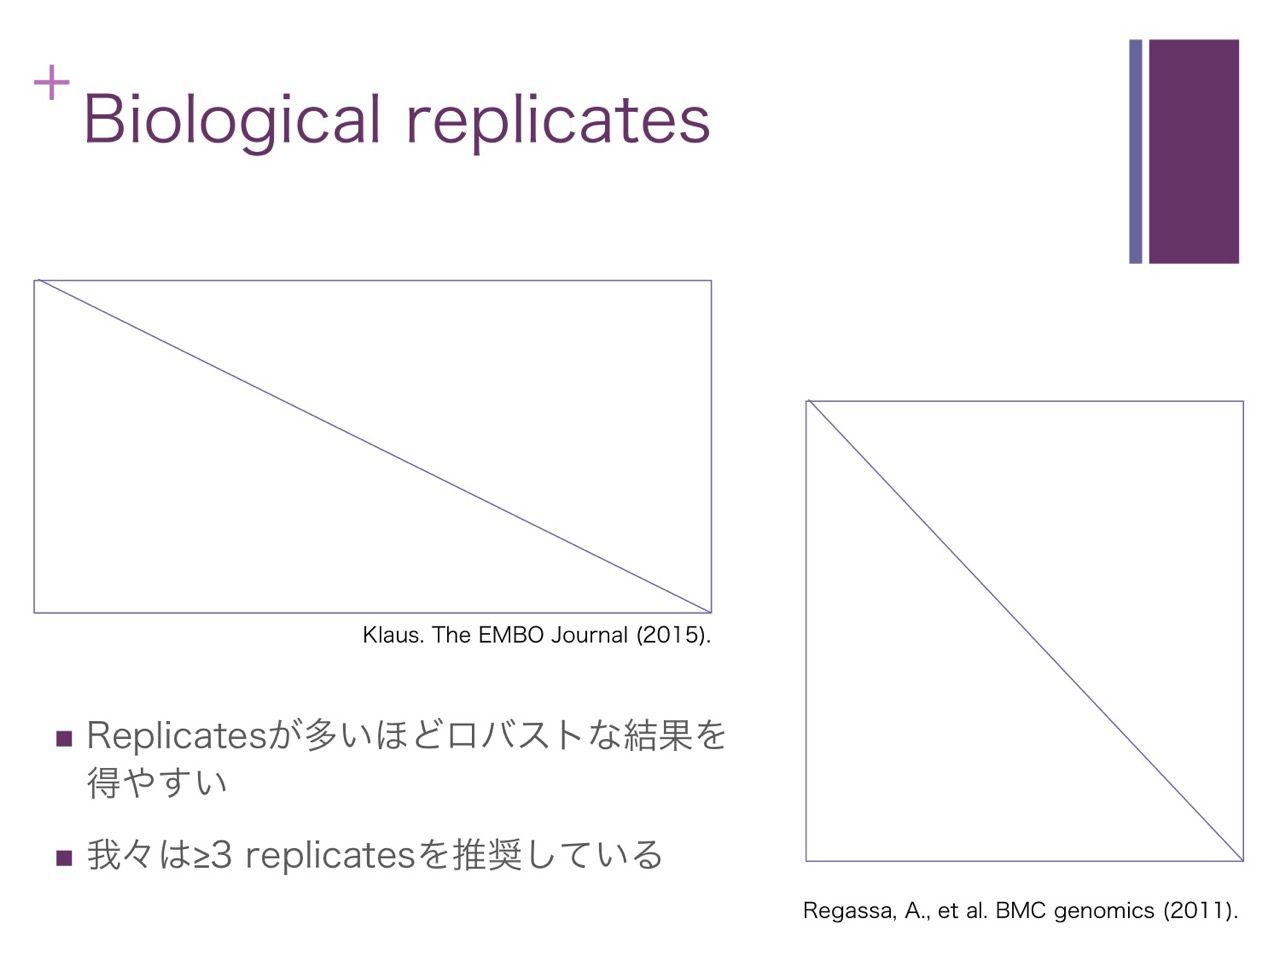 +
Biological replicates
Klaus. The EMBO Journal (2015).
■ Replicatesが多いほどロバストな結果を
得やすい
■ 我々は≥3 replicatesを推奨している
Regassa, A., et al. BMC genomics (2011).